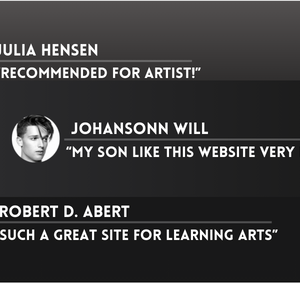 JULIA HENSEN
RECOMMENDED FOR ARTIST!”
JOHANSONN WILL
“MY SON LIKE THIS WEBSITE VERY
ROBERT D. ABERT
SUCH A GREAT SITE FOR LEARNING ARTS”